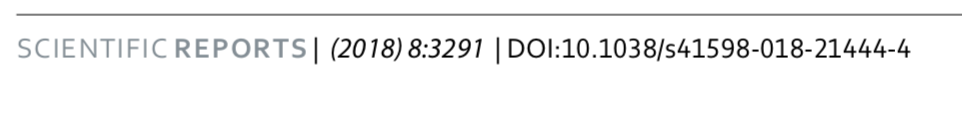 SCIENTIFIC REPORTS | (2018) 8:3291 | DOI:10.1038/s41598-018-21444-4